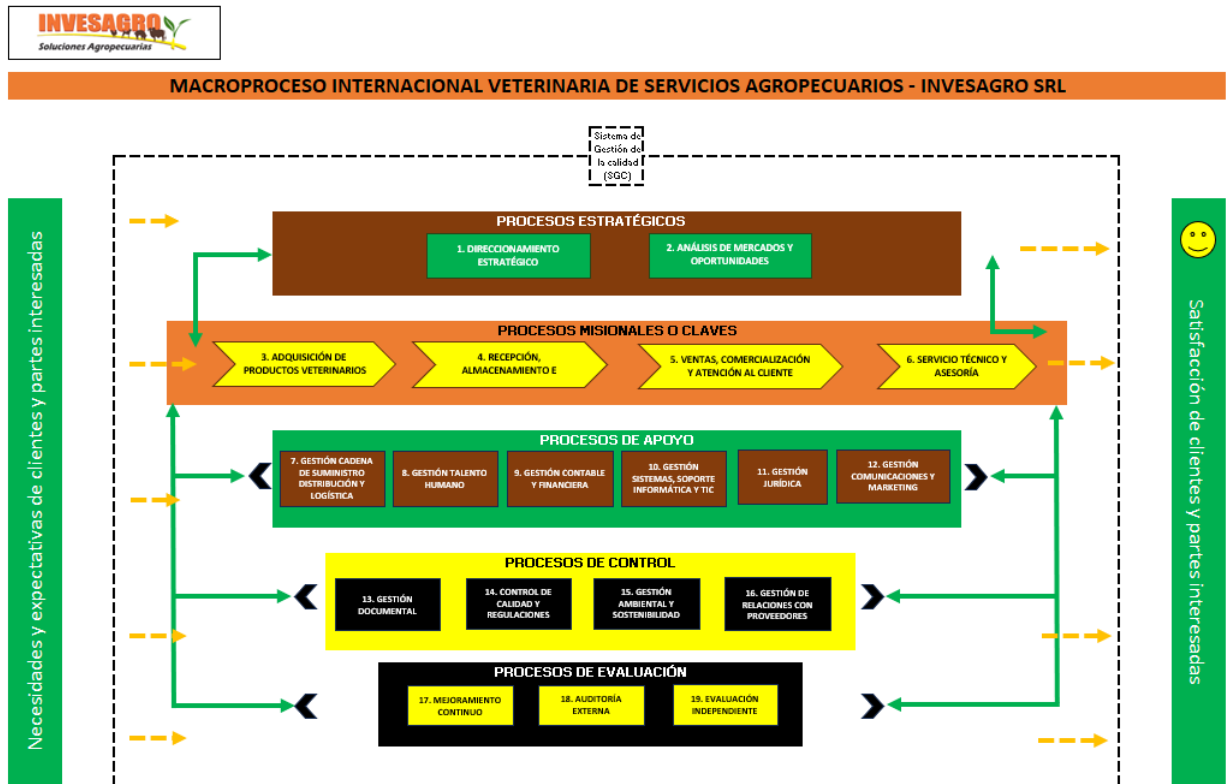 INVESAGRO
Soluciones Agropecuarias
MACROPROCESO INTERNACIONAL VETERINARIA DE SERVICIOS AGROPECUARIOS - INVESAGRO SRL
Sistema de
Gestión de
la calidad
(SGC)
Necesidades y expectativas de clientes y partes interesadas
PROCESOS ESTRATÉGICOS
1. DIRECCIONAMIENTO
ESTRATÉGICO
2. ANÁLISIS DE MERCADOS Y
OPORTUNIDADES
PROCESOS MISIONALES O CLAVES
3. ADQUISICIÓN DE
PRODUCTOS VETERINARIOS
4. RECEPCIÓN,
ALMACENAMIENTO E
5. VENTAS, COMERCIALIZACIÓN
Y ATENCIÓN AL CLIENTE
6. SERVICIO TÉCNICO Y
ASESORÍA
PROCESOS DE APOYO
7. GESTIÓN CADENA
DE SUMINISTRO
DISTRIBUCIÓN Y
LOGÍSTICA
8. GESTIÓN TALENTO
HUMANO
9. GESTIÓN CONTABLE
Y FINANCIERA
10. GESTIÓN
SISTEMAS, SOPORTE
INFORMÁTICA Y TIC
11. GESTIÓN
JURÍDICA
12. GESTIÓN
COMUNICACIONES Y
MARKETING
PROCESOS DE CONTROL
13. GESTIÓN
DOCUMENTAL
14. CONTROL DE
CALIDAD Y
REGULACIONES
15. GESTIÓN
AMBIENTAL Y
SOSTENIBILIDAD
16. GESTIÓN DE
RELACIONES CON
PROVEEDORES
PROCESOS DE EVALUACIÓN
17. MEJORAMIENTO
CONTINUO
18. AUDITORÍA
EXTERNA
19. EVALUACIÓN
INDEPENDIENTE
Satisfacción de clientes y partes interesadas